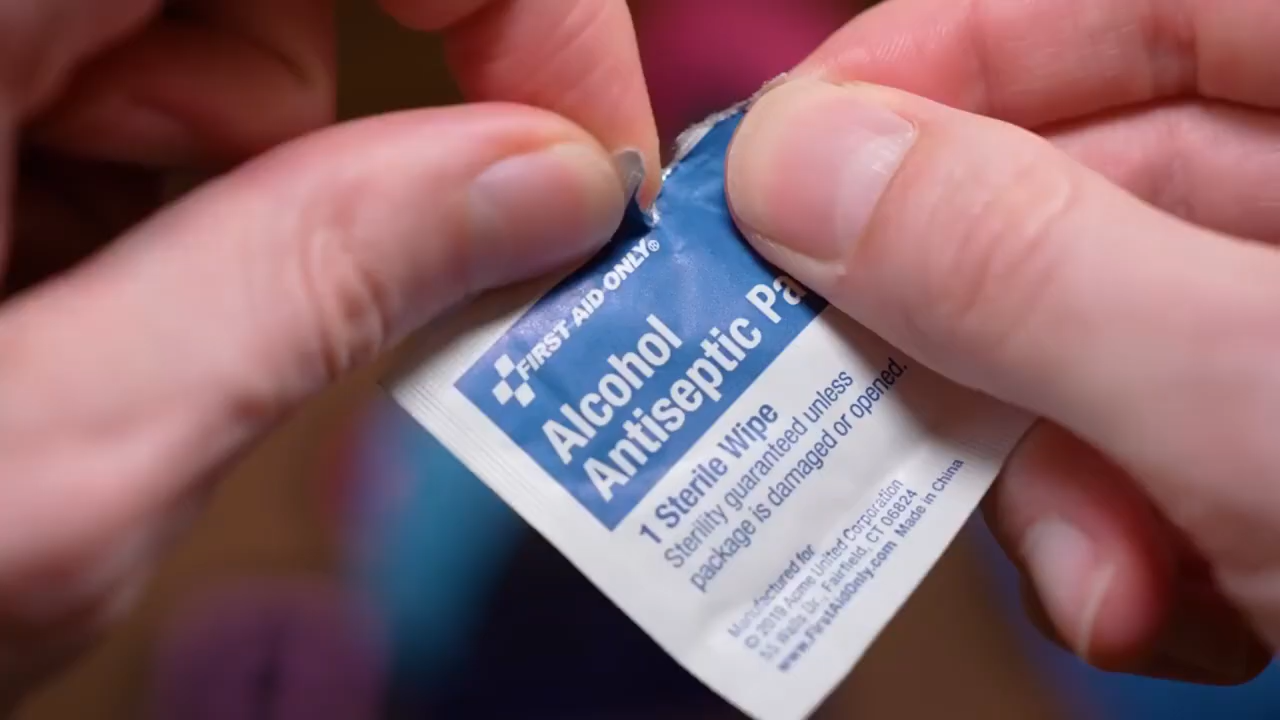 FIRST AID ONLY®
Alcohol
Antiseptic Pa
1 Sterile Wipe
Sterility guaranteed unless
package is damaged or opened.
Manufactured for
© 2019 Acme United Corporation
55 Walls Dr., Fairfield, CT 06824
www.FirstAidOnly.com Made in China